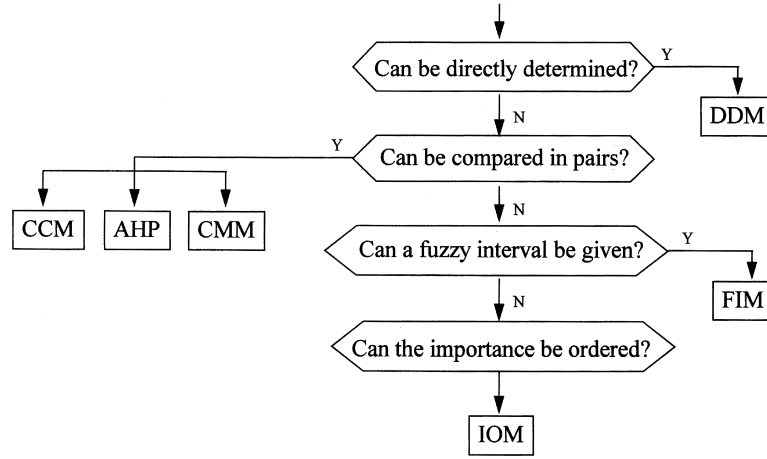 Can be directly determined?
Y
DDM
N
Can be compared in pairs?
Y
CCM
AHP
CMM
N
Can a fuzzy interval be given?
Y
FIM
N
Can the importance be ordered?
IOM